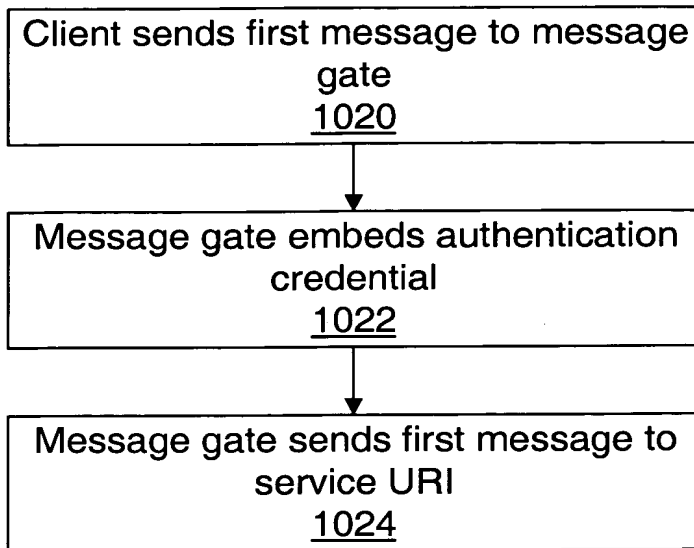 Client sends first message to message
gate
1020
Message gate embeds authentication
credential
1022
Message gate sends first message to
service URI
1024